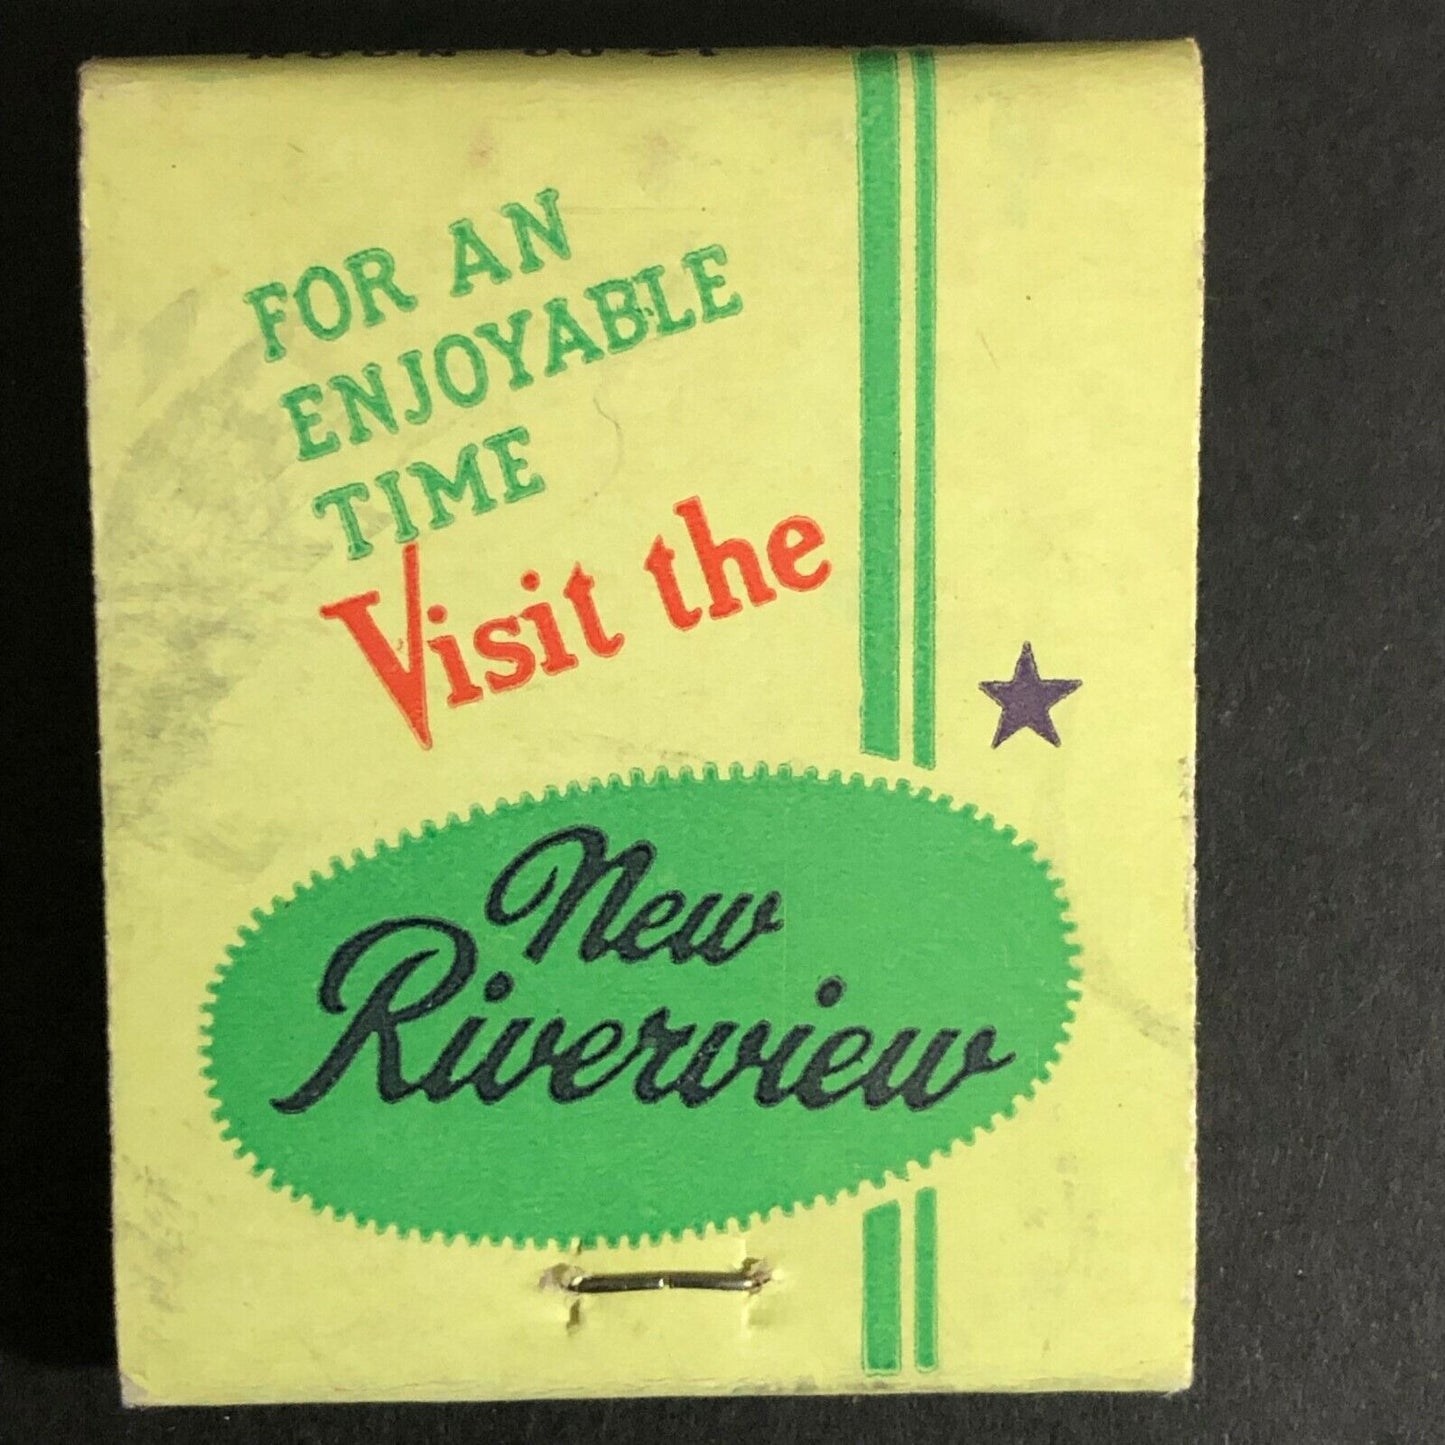 FOR AN
ENJOYABLE
TIME
Visit the
New
Riverview